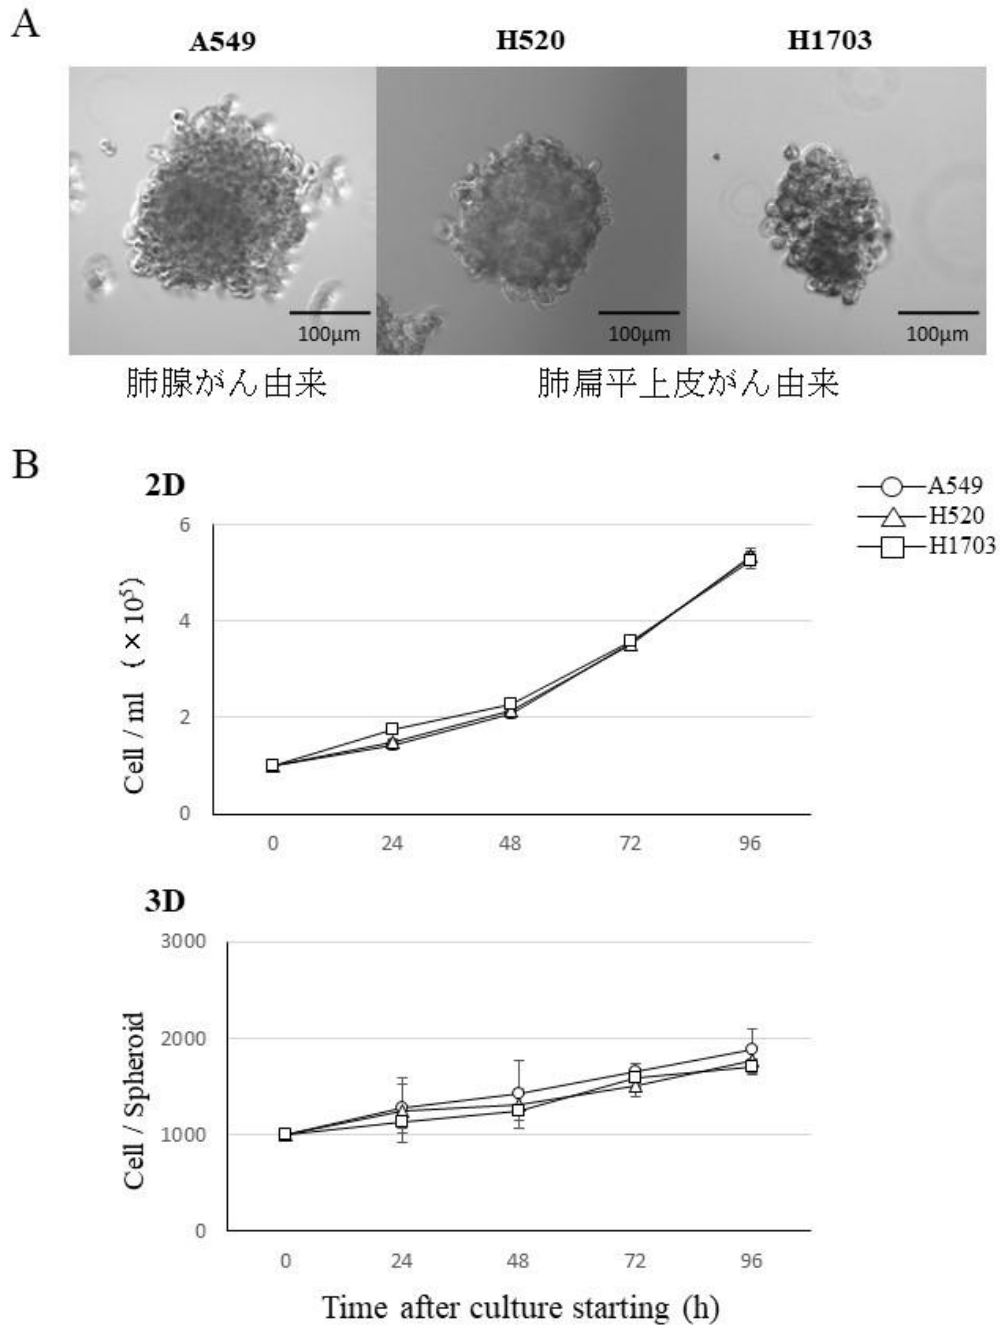 A
A549 H520 H1703
100μm 100μm 100μm
肺腺がん由来 肺扁平上皮がん由来
B
2D
A549
H520
H1703
Cell / ml (×10⁵)
6
4
2
0
0 24 48 72 96
3D
Cell / Spheroid
3000
2000
1000
0
0 24 48 72 96
Time after culture starting (h)